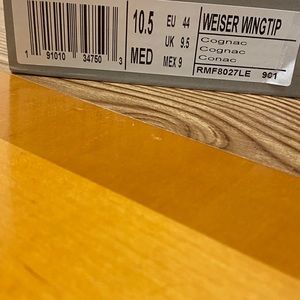 10.5 EU 44 WEISER WINGTIP
UK 9.5 Cognac
Cognac
MED MEX 9 Conac
RMF8027LE 901
1 91010 34750 3